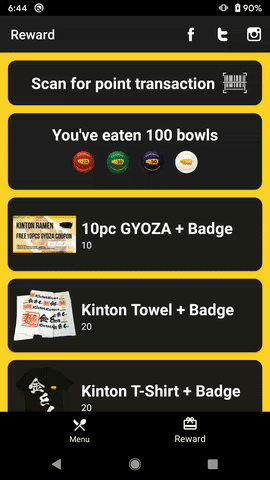 6:44
90%
Reward
f
Scan for point transaction
You've eaten 100 bowls
KINTON RAMEN
FREE 10PCS GYOZA COUPON
10pc GYOZA + Badge
10
Kinton Towel + Badge
20
Kinton T-Shirt + Badge
20
Menu
Reward